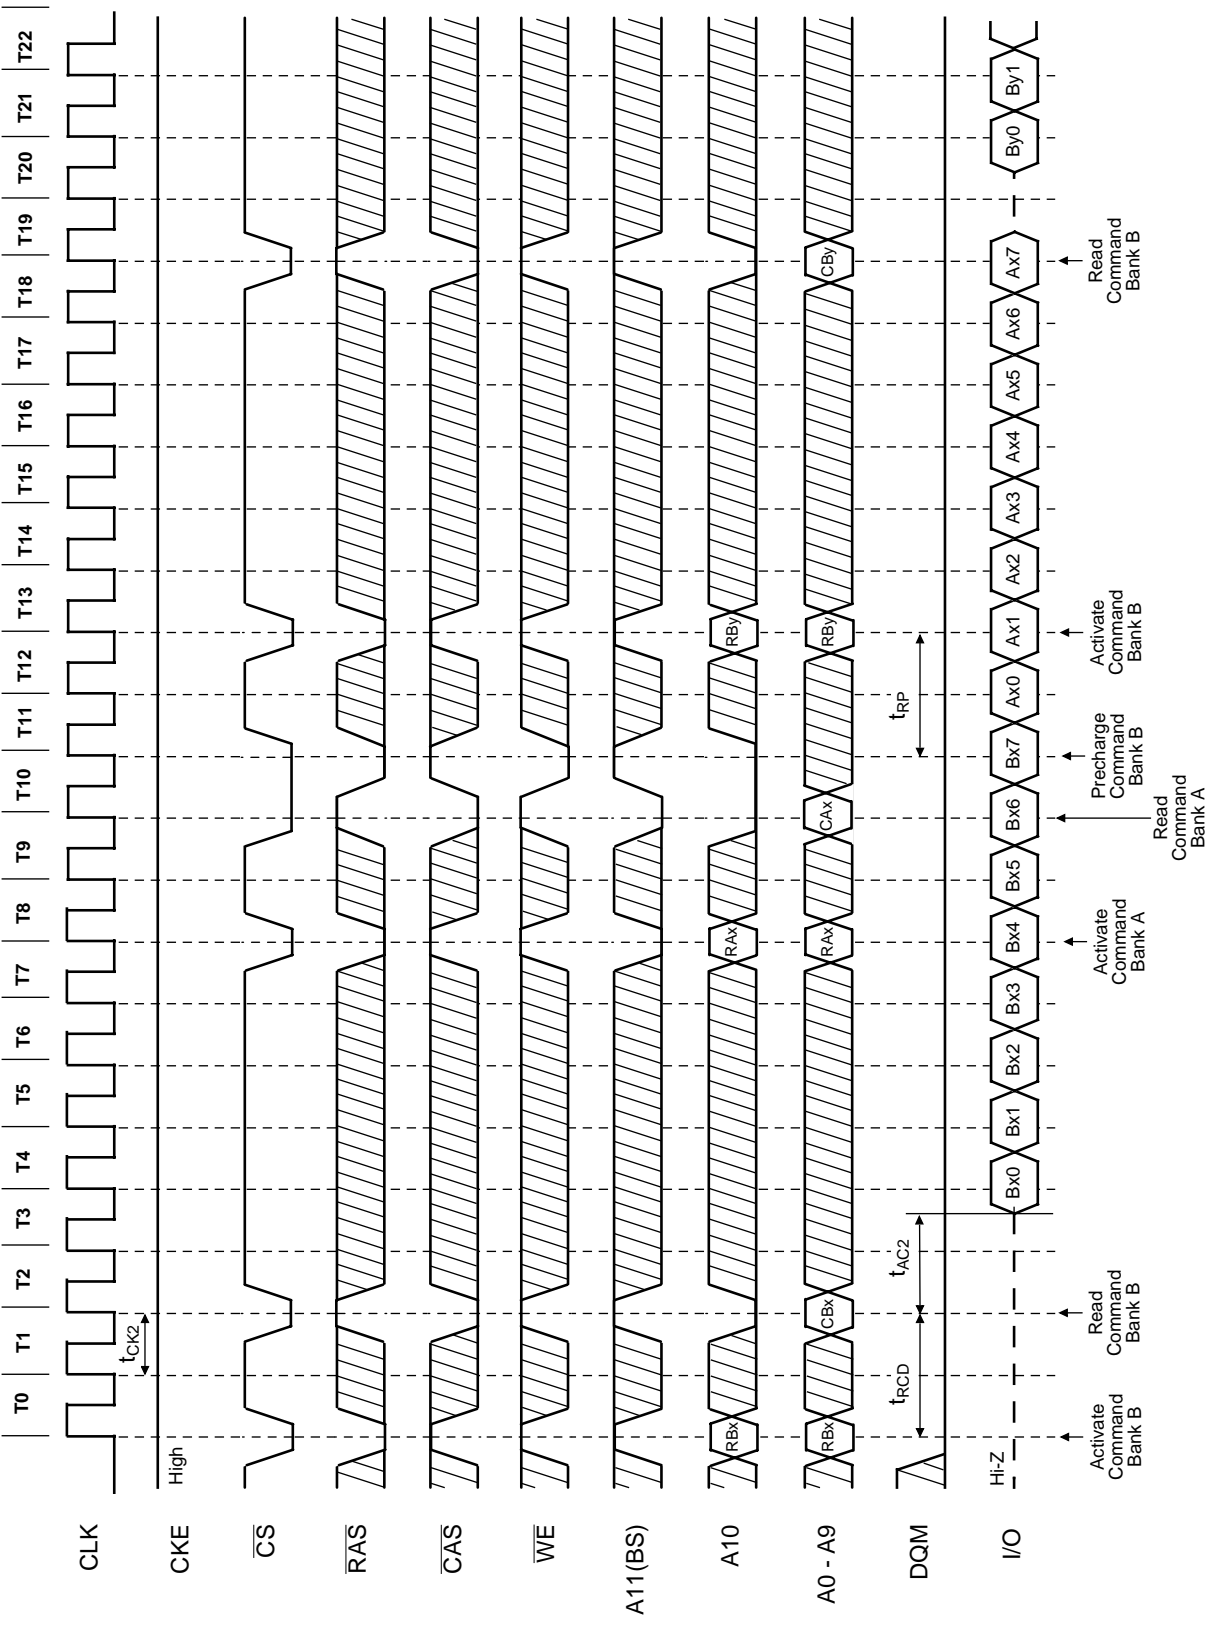 T0 T1 T2 T3 T4 T5 T6 T7 T8 T9 T10 T11 T12 T13 T14 T15 T16 T17 T18 T19 T20 T21 T22
CLK
tCK2
CKE
High
CS
RAS
CAS
WE
A11(BS)
A10
RBx RAx RBy
A0 - A9
RBx CBx RAx CAx RBy CBy
DQM
tRCD tAC2 tRP
I/O
Hi-Z
Bx0 Bx1 Bx2 Bx3 Bx4 Bx5 Bx6 Bx7 Ax0 Ax1 Ax2 Ax3 Ax4 Ax5 Ax6 Ax7 By0 By1
Activate
Command
Bank B
Read
Command
Bank B
Activate
Command
Bank A
Read
Command
Bank A
Precharge
Command
Bank B
Activate
Command
Bank B
Read
Command
Bank B